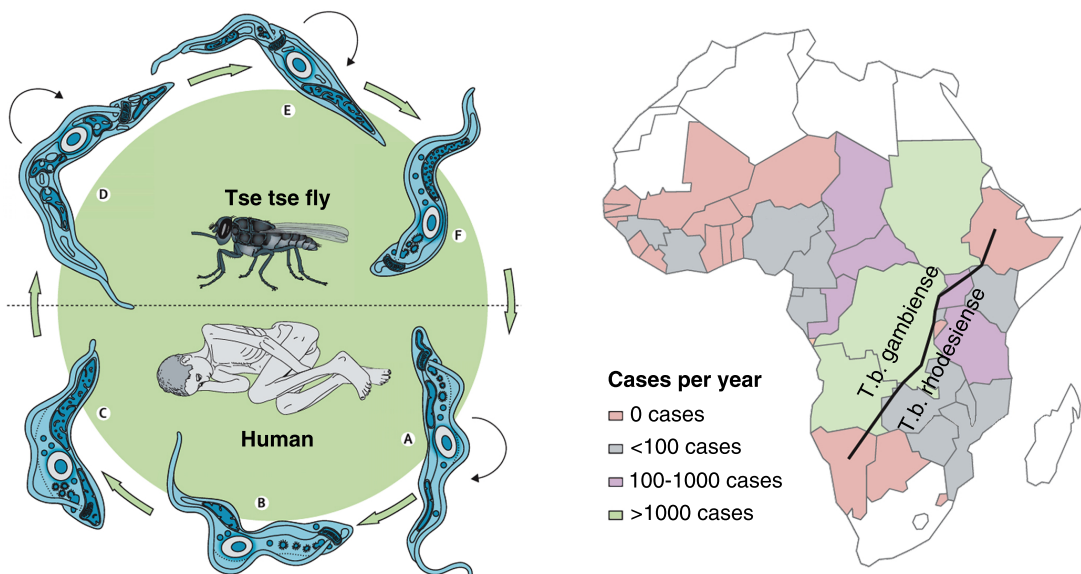 E
D
Tse tse fly
F
C
Human
A
B
T.b. gambiense
T.b. rhodesiense
Cases per year
0 cases
<100 cases
100-1000 cases
>1000 cases